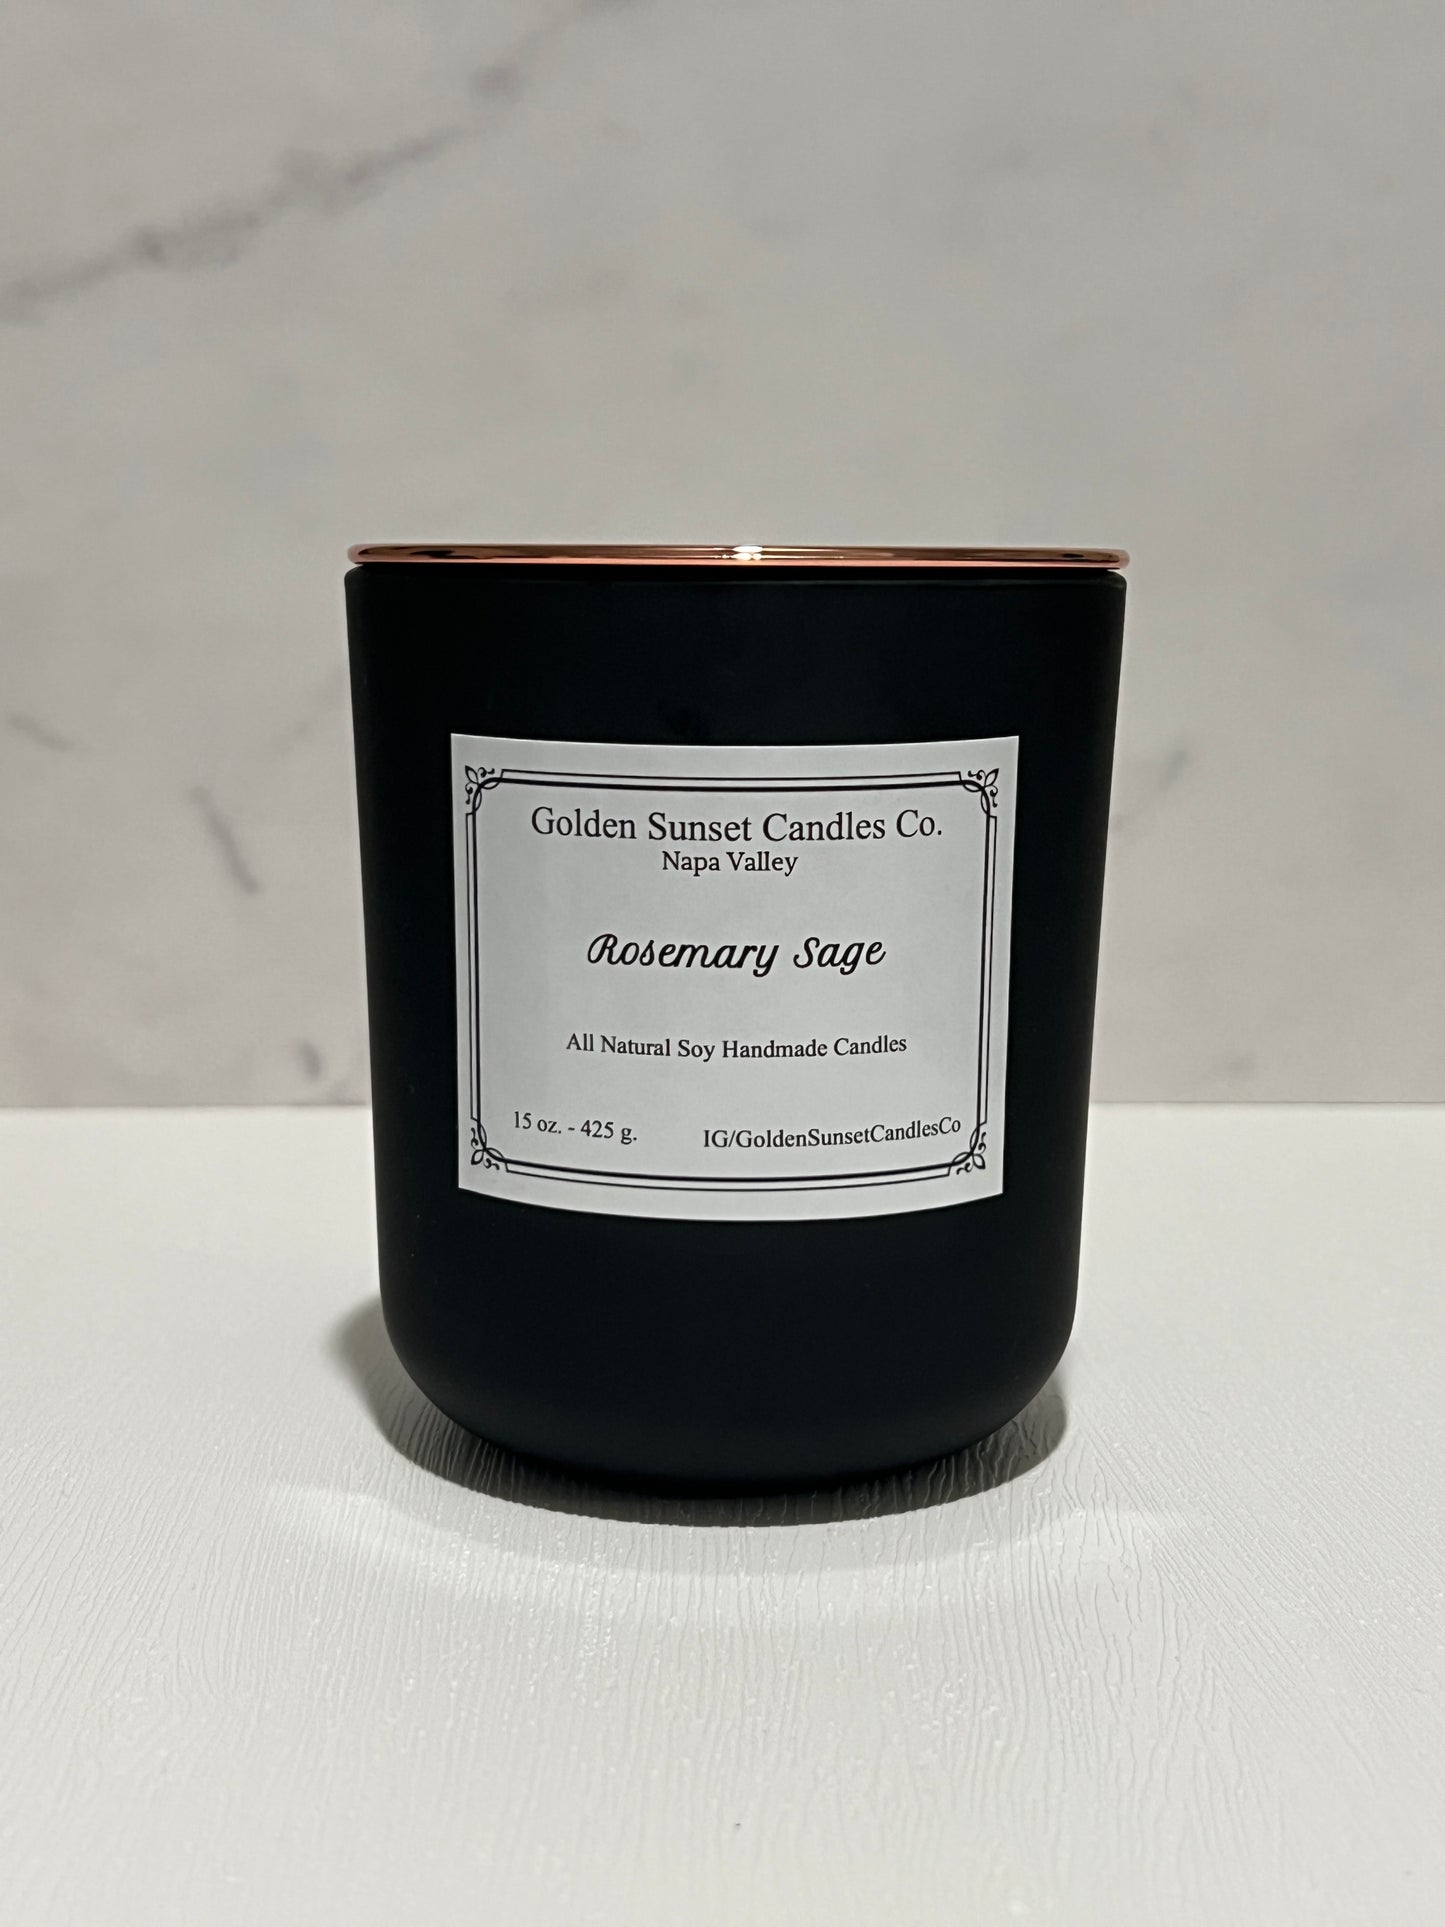 Golden Sunset Candles Co.
Napa Valley
Rosemary Sage
All Natural Soy Handmade Candles
15 oz. - 425 g.
IG/GoldenSunsetCandlesCo